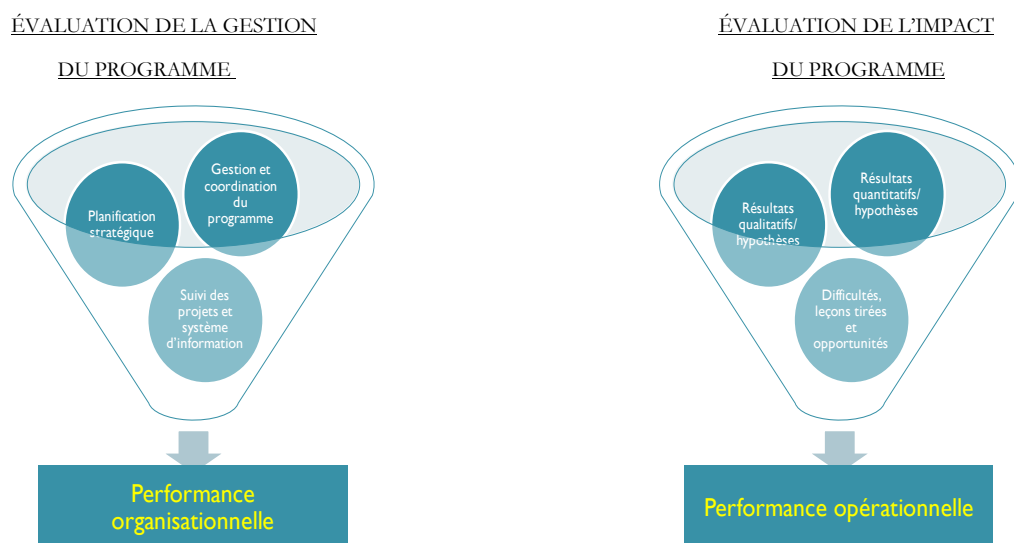 ÉVALUATION DE LA GESTION
DU PROGRAMME
Planification
stratégique
Gestion et
coordination
du
programme
Suivi des
projets et
système
d'information
Performance
organisationnelle
ÉVALUATION DE L'IMPACT
DU PROGRAMME
Résultats
qualitatifs/
hypothèses
Résultats
quantitatifs/
hypothèses
Difficultés,
leçons tirées
et
opportunités
Performance opérationnelle